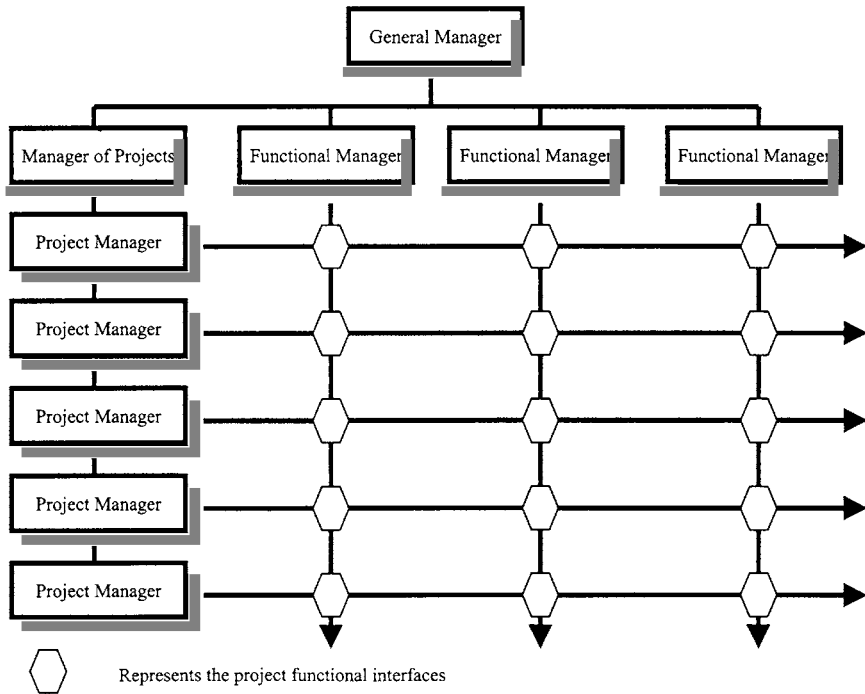 General Manager
Manager of Projects
Functional Manager
Functional Manager
Functional Manager
Project Manager
Project Manager
Project Manager
Project Manager
Project Manager
Represents the project functional interfaces